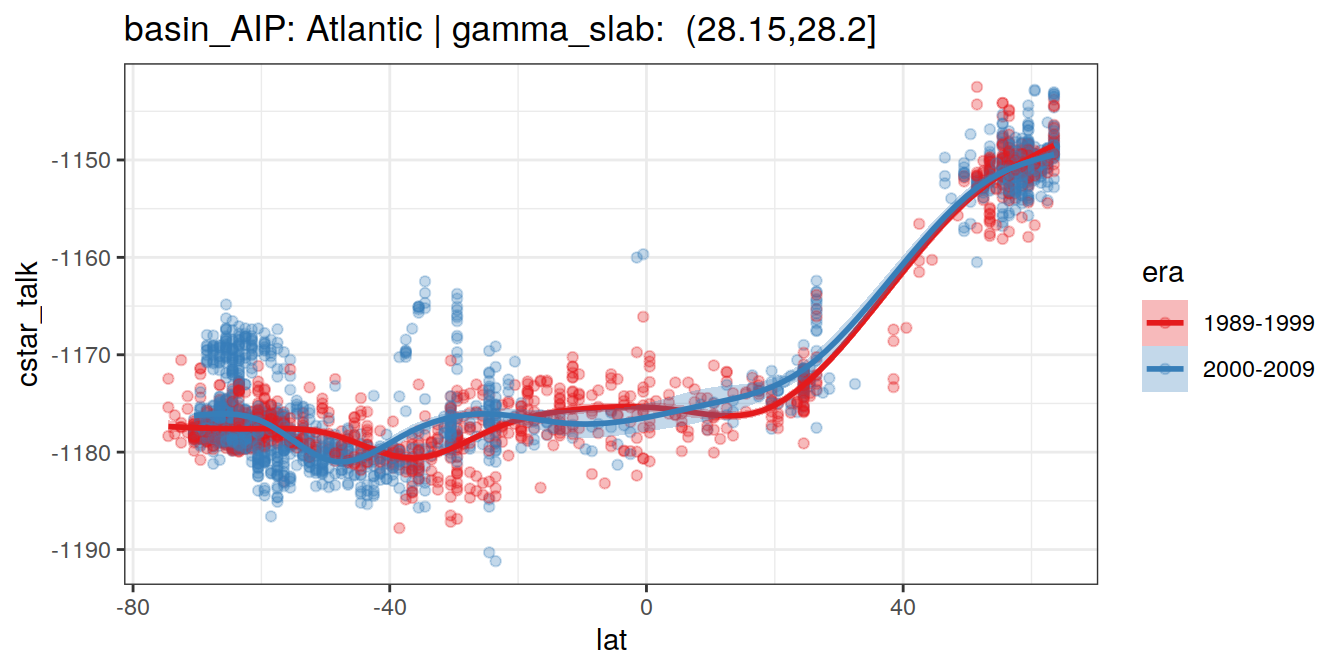 basin_AIP: Atlantic | gamma_slab:  (28.15,28.2]
cstar_talk
-1150
-1160
-1170
-1180
-1190
-80
-40
0
40
lat
era
1989-1999
2000-2009